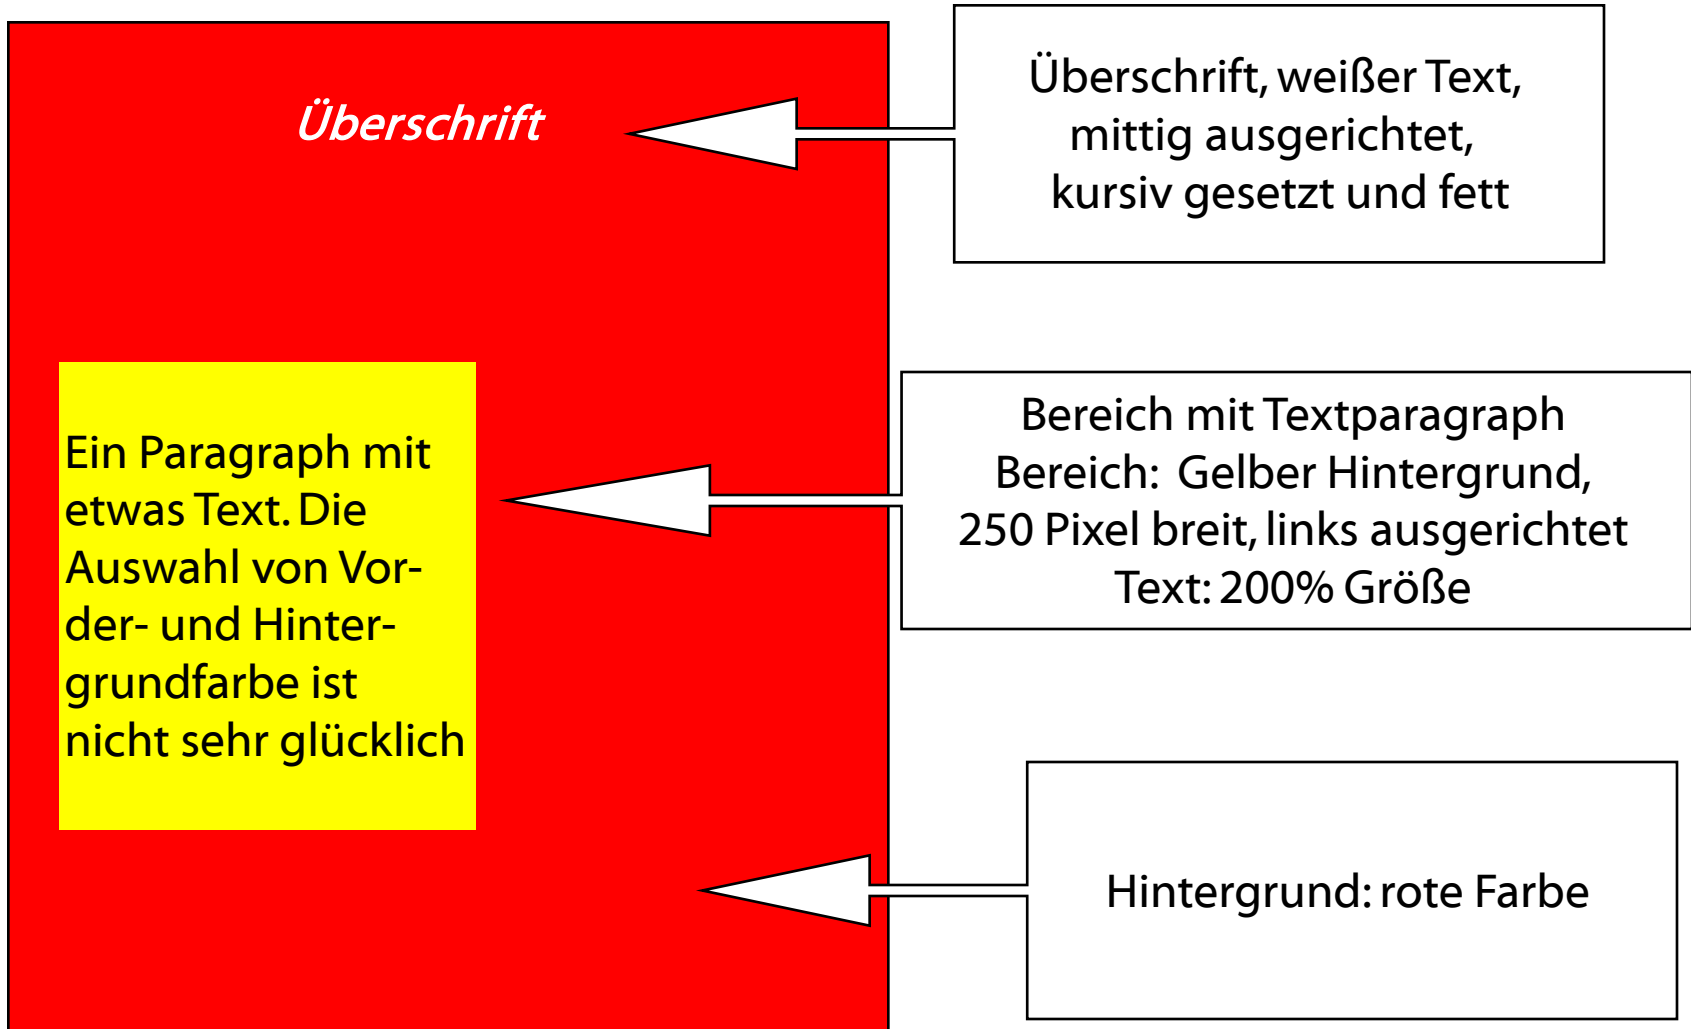 Überschrift
Überschrift, weißer Text,
mittig ausgerichtet,
kursiv gesetzt und fett
Ein Paragraph mit
etwas Text. Die
Auswahl von Vor-
der- und Hinter-
grundfarbe ist
nicht sehr glücklich
Bereich mit Textparagraph
Bereich: Gelber Hintergrund,
250 Pixel breit, links ausgerichtet
Text: 200% Größe
Hintergrund: rote Farbe